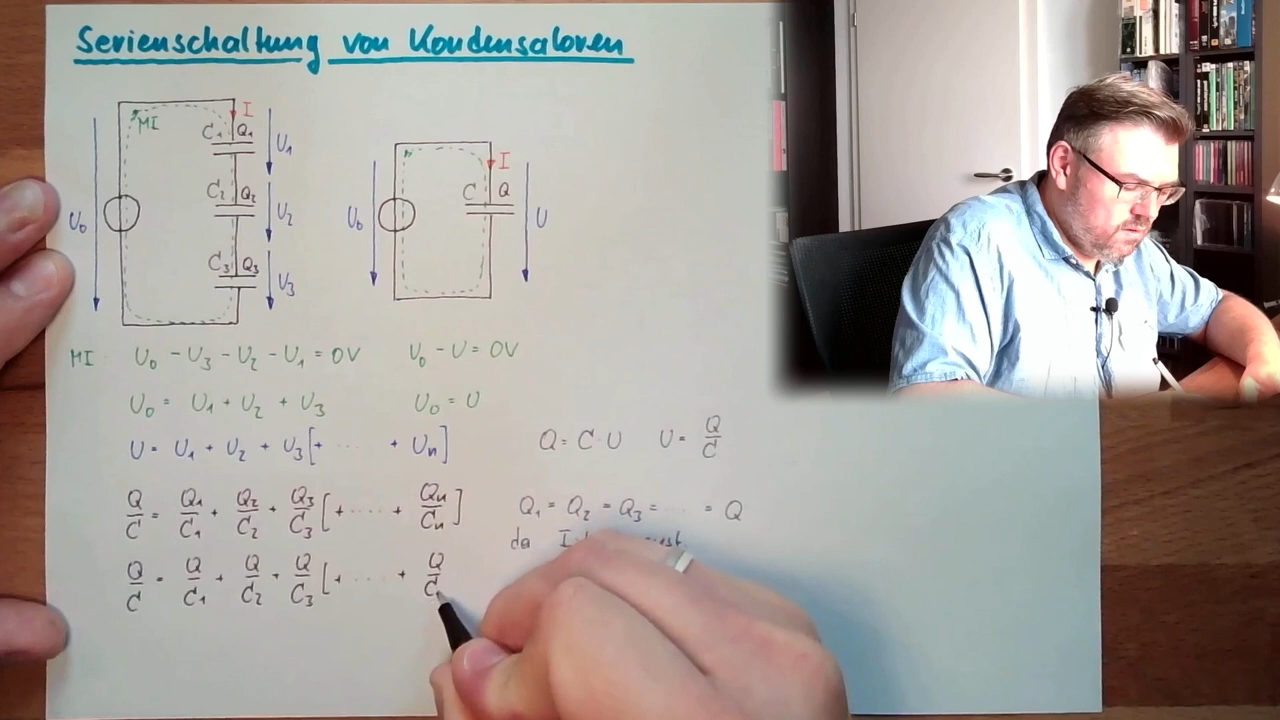 Serienschaltung von Kondensatoren
MI I
C₁ Q₁ U₁
C₂ Q₂ U₂
C₃ Q₃ U₃
U₀
I
C Q
U₀ U
MI: U₀ - U₃ - U₂ - U₁ = 0V U₀ - U = 0V
U₀ = U₁ + U₂ + U₃ U₀ = U
U = U₁ + U₂ + U₃ [+ ..... + Uₙ] Q = C·U U = Q/C
Q/C = Q₁/C₁ + Q₂/C₂ + Q₃/C₃ [+ ..... + Qₙ/Cₙ] Q₁ = Q₂ = Q₃ = ..... = Q
da I
Q/C = Q/C₁ + Q/C₂ + Q/C₃ [+ ..... + Q/C